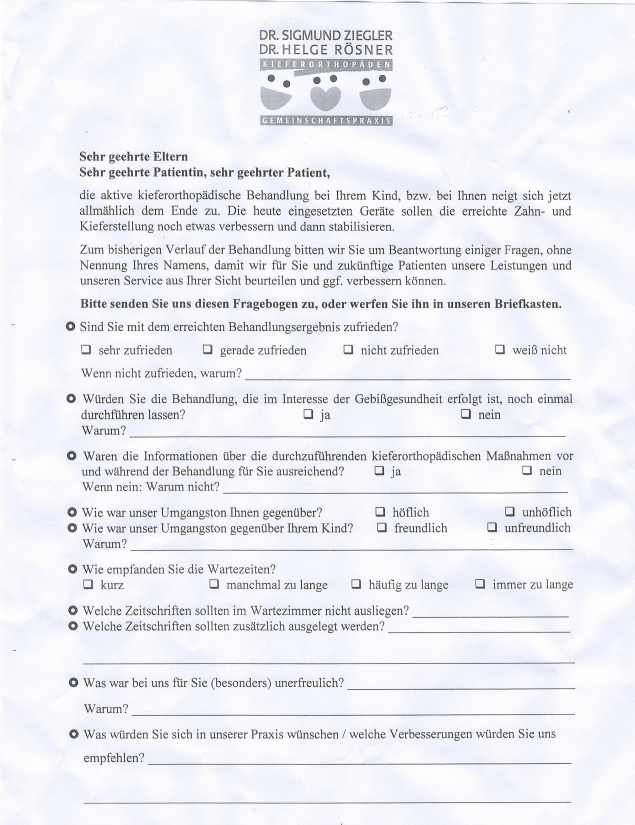 DR. SIGMUND ZIEGLER
DR. HELGE RÖSNER
KIEFERORTHOPÄDEN
GEMEINSCHAFTSPRAXIS
Sehr geehrte Eltern
Sehr geehrte Patientin, sehr geehrter Patient,
die aktive kieferorthopädische Behandlung bei Ihrem Kind, bzw. bei Ihnen neigt sich jetzt
allmählich dem Ende zu. Die heute eingesetzten Geräte sollen die erreichte Zahn- und
Kieferstellung noch etwas verbessern und dann stabilisieren.
Zum bisherigen Verlauf der Behandlung bitten wir Sie um Beantwortung einiger Fragen, ohne
Nennung Ihres Namens, damit wir für Sie und zukünftige Patienten unsere Leistungen und
unseren Service aus Ihrer Sicht beurteilen und ggf. verbessern können.
Bitte senden Sie uns diesen Fragebogen zu, oder werfen Sie ihn in unseren Briefkasten.
Sind Sie mit dem erreichten Behandlungsergebnis zufrieden?
sehr zufrieden gerade zufrieden nicht zufrieden weiß nicht
Wenn nicht zufrieden, warum?
Würden Sie die Behandlung, die im Interesse der Gebißgesundheit erfolgt ist, noch einmal
durchführen lassen? ja nein
Warum?
Waren die Informationen über die durchzuführenden kieferorthopädischen Maßnahmen vor
und während der Behandlung für Sie ausreichend? ja nein
Wenn nein: Warum nicht?
Wie war unser Umgangston Ihnen gegenüber? höflich unhöflich
Wie war unser Umgangston gegenüber Ihrem Kind? freundlich unfreundlich
Warum?
Wie empfanden Sie die Wartezeiten?
kurz manchmal zu lange häufig zu lange immer zu lange
Welche Zeitschriften sollten im Wartezimmer nicht ausliegen?
Welche Zeitschriften sollten zusätzlich ausgelegt werden?
Was war bei uns für Sie (besonders) unerfreulich?
Warum?
Was würden Sie sich in unserer Praxis wünschen / welche Verbesserungen würden Sie uns
empfehlen?